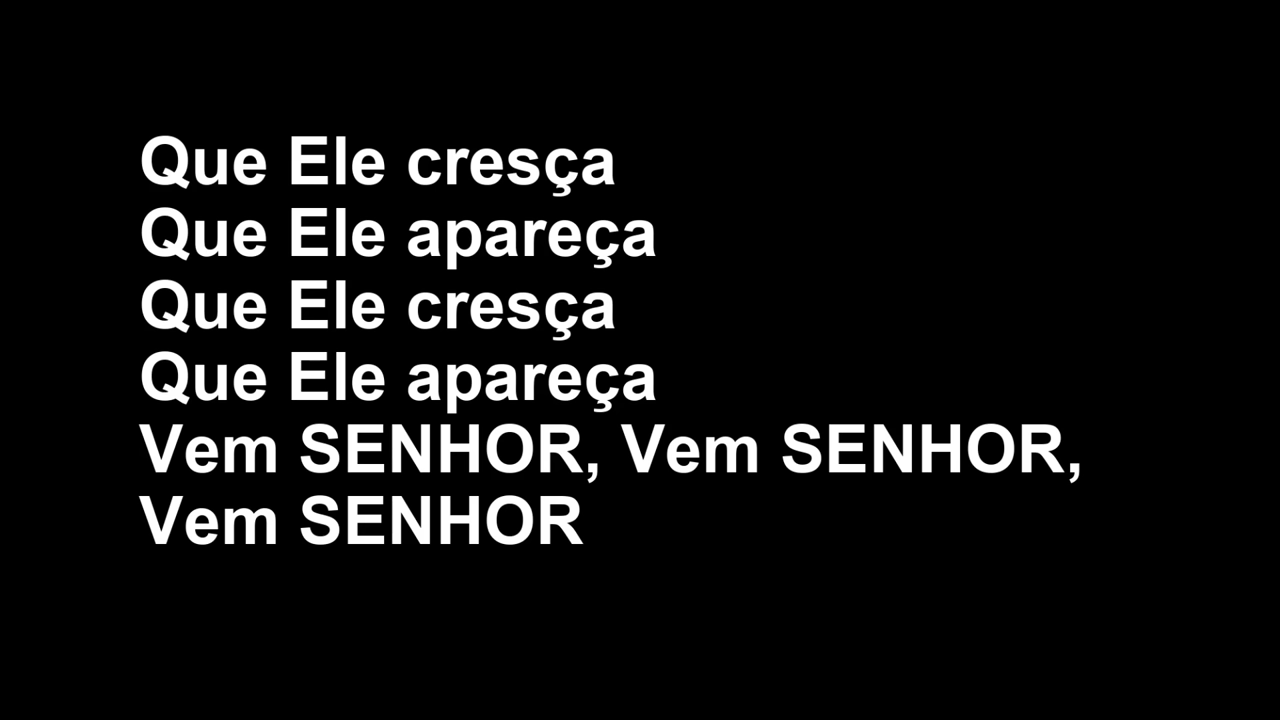 Que Ele cresça
Que Ele apareça
Que Ele cresça
Que Ele apareça
Vem SENHOR, Vem SENHOR,
Vem SENHOR